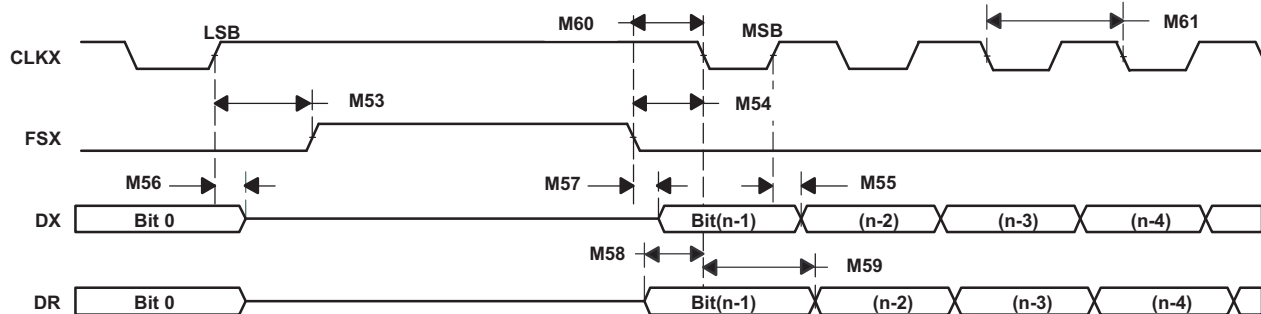 LSB
M60
MSB
M61
CLKX
M53
M54
FSX
M56
M57
M55
DX
Bit 0
Bit(n-1)
(n-2)
(n-3)
(n-4)
M58
M59
DR
Bit 0
Bit(n-1)
(n-2)
(n-3)
(n-4)